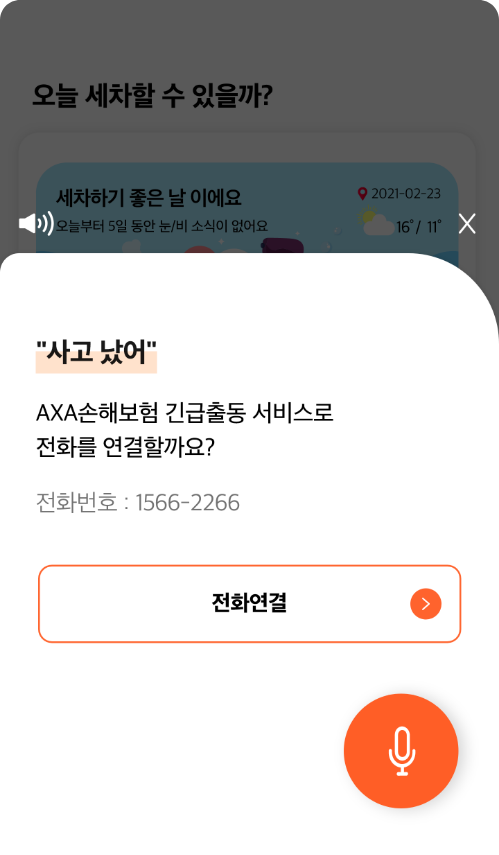 오늘 세차할 수 있을까?
세차하기 좋은 날 이에요
2021-02-23
오늘부터 5일 동안 눈/비 소식이 없어요
16°/ 11°
X
"사고 났어"
AXA손해보험 긴급출동 서비스로
전화를 연결할까요?
전화번호 : 1566-2266
전화연결